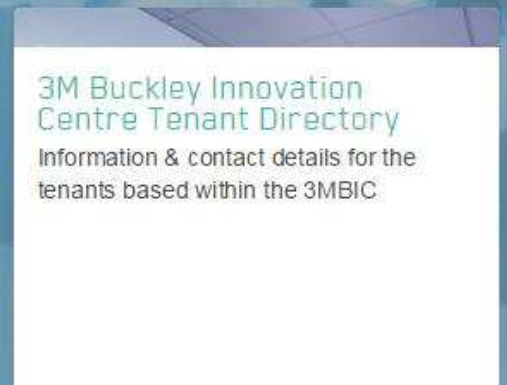 3M Buckley Innovation
Centre Tenant Directory
Information & contact details for the
tenants based within the 3MBIC